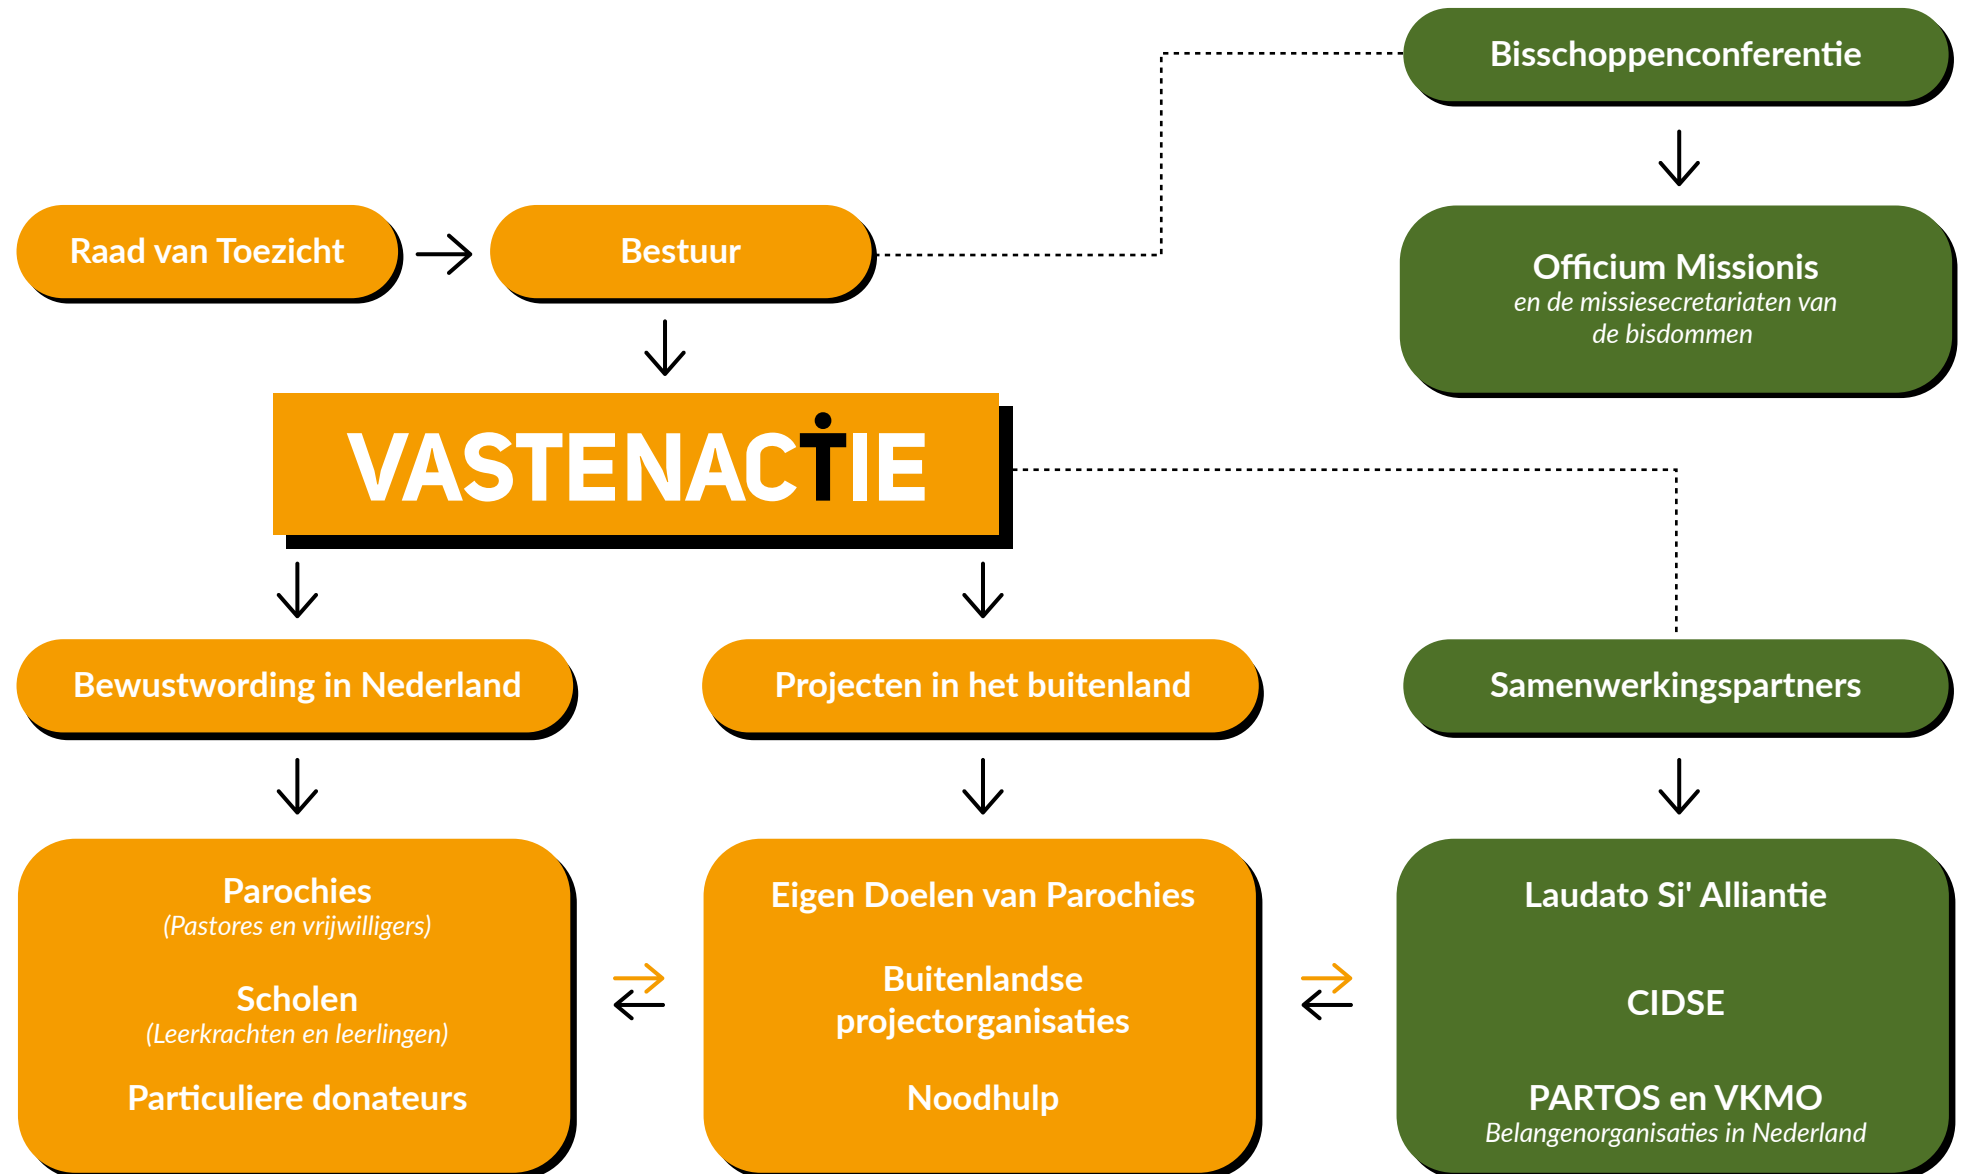 Bisschoppenconferentie
Raad van Toezicht
Bestuur
Officium Missionis
en de missiesecretariaten van
de bisdommen
VASTENACTIE
Bewustwording in Nederland
Projecten in het buitenland
Samenwerkingspartners
Parochies
(Pastores en vrijwilligers)
Scholen
(Leerkrachten en leerlingen)
Particuliere donateurs
Eigen Doelen van Parochies
Buitenlandse
projectorganisaties
Noodhulp
Laudato Si' Alliantie
CIDSE
PARTOS en VKMO
Belangenorganisaties in Nederland